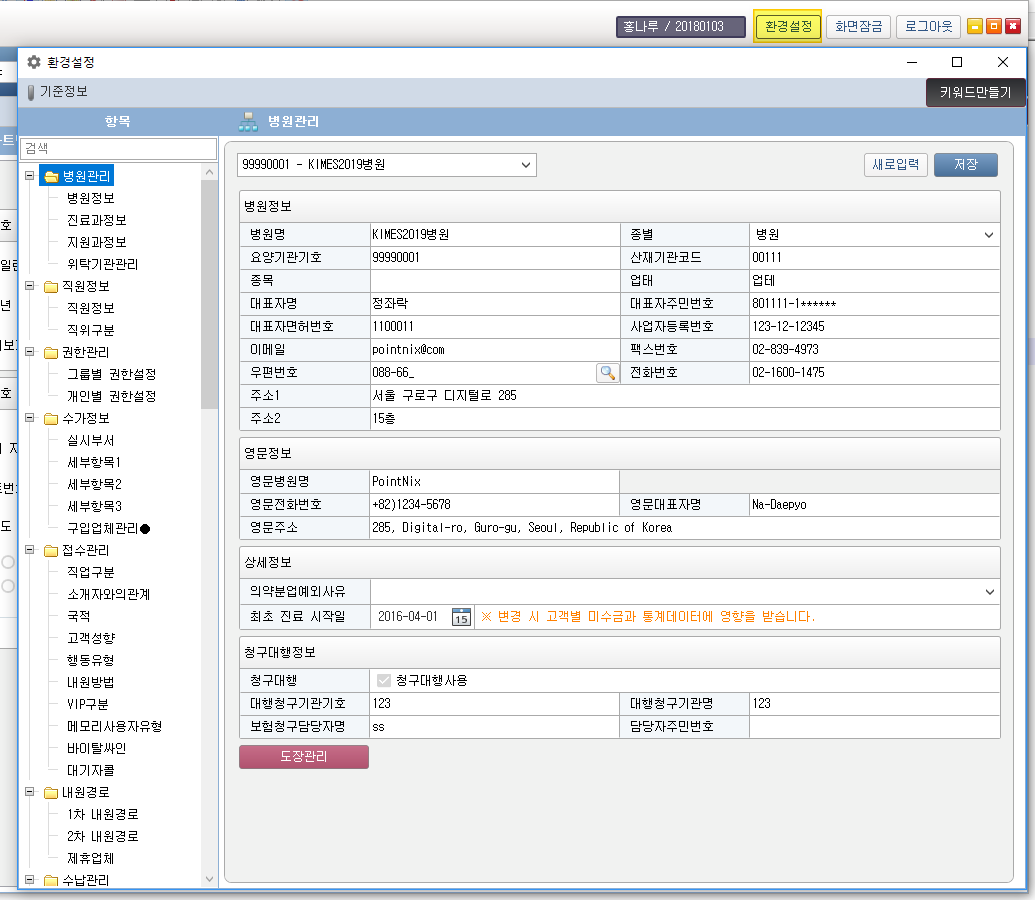 홍나루 / 20180103 환경설정 화면잠금 로그아웃
환경설정
기준정보 키워드만들기
항목 병원관리
검색
병원관리
병원정보
진료과정보
지원과정보
위탁기관관리
직원정보
직원정보
직위구분
권한관리
그룹별 권한설정
개인별 권한설정
수가정보
실시부서
세부항목1
세부항목2
세부항목3
구입업체관리●
접수관리
직업구분
소개자와의관계
국적
고객성향
행동유형
내원방법
VIP구분
메모리사용자유형
바이탈싸인
대기자콜
내원경로
1차 내원경로
2차 내원경로
제휴업체
수납관리
99990001 - KIMES2019병원 새로입력 저장
병원정보
병원명 KIMES2019병원 종별 병원
요양기관기호 99990001 산재기관코드 00111
종목 업태 업테
대표자명 정좌락 대표자주민번호 801111-1******
대표자면허번호 1100011 사업자등록번호 123-12-12345
이메일 pointnix@com 팩스번호 02-839-4973
우편번호 088-66_ 전화번호 02-1600-1475
주소1 서울 구로구 디지털로 285
주소2 15층
영문정보
영문병원명 PointNix
영문전화번호 +82)1234-5678 영문대표자명 Na-Daepyo
영문주소 285, Digital-ro, Guro-gu, Seoul, Republic of Korea
상세정보
의약분업예외사유
최초 진료 시작일 2016-04-01 15 ※ 변경 시 고객별 미수금과 통계데이터에 영향을 받습니다.
청구대행정보
청구대행 청구대행사용
대행청구기관기호 123 대행청구기관명 123
보험청구담당자명 ss 담당자주민번호
도장관리